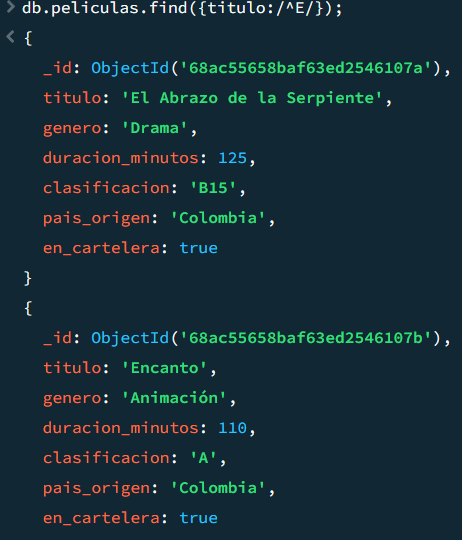 > db.peliculas.find({titulo:/^E/});
< {
_id: ObjectId('68ac55658baf63ed2546107a'),
titulo: 'El Abrazo de la Serpiente',
genero: 'Drama',
duracion_minutos: 125,
clasificacion: 'B15',
pais_origen: 'Colombia',
en_cartelera: true
}
{
_id: ObjectId('68ac55658baf63ed2546107b'),
titulo: 'Encanto',
genero: 'Animación',
duracion_minutos: 110,
clasificacion: 'A',
pais_origen: 'Colombia',
en_cartelera: true